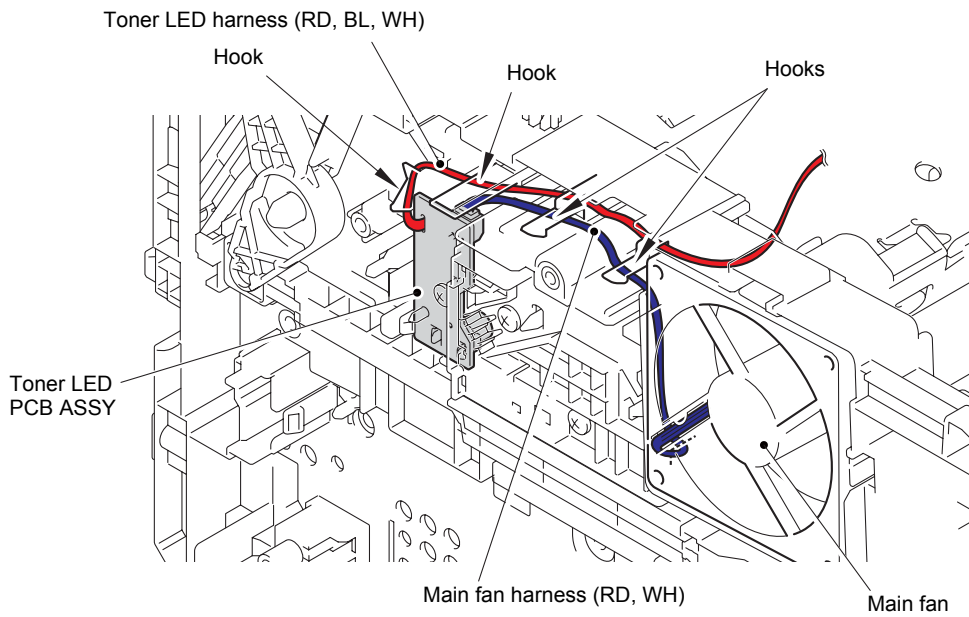 Toner LED harness (RD, BL, WH)
Hook
Hook
Hooks
Toner LED
PCB ASSY
Main fan harness (RD, WH)
Main fan